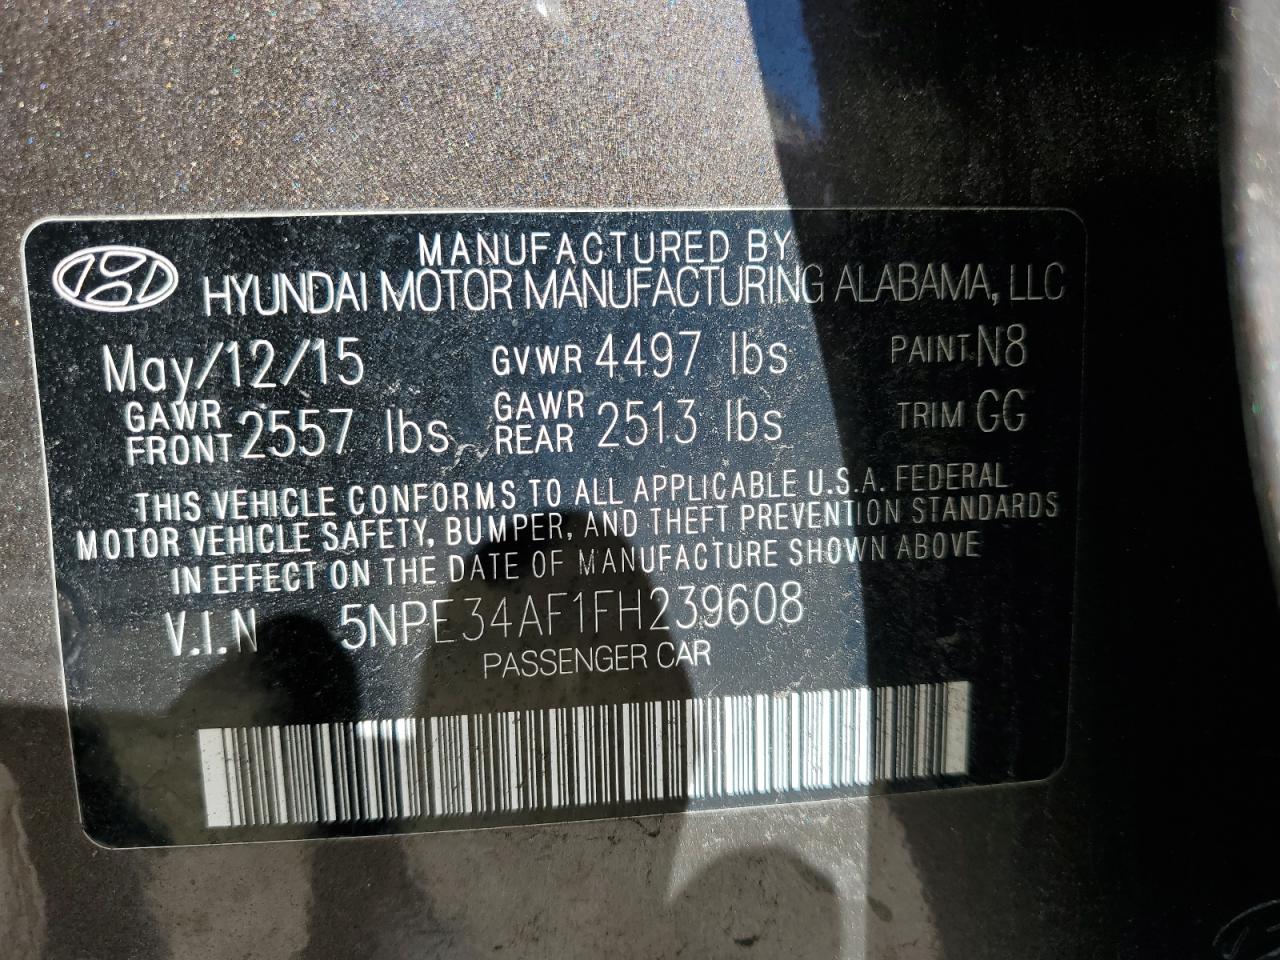 MANUFACTURED BY
HYUNDAI MOTOR MANUFACTURING ALABAMA, LLC
May/12/15 GVWR 4497 lbs PAINT N8
GAWR FRONT 2557 lbs GAWR REAR 2513 lbs TRIM GG
THIS VEHICLE CONFORMS TO ALL APPLICABLE U.S.A. FEDERAL
MOTOR VEHICLE SAFETY, BUMPER, AND THEFT PREVENTION STANDARDS
IN EFFECT ON THE DATE OF MANUFACTURE SHOWN ABOVE
V.I.N 5NPE34AF1FH239608
PASSENGER CAR